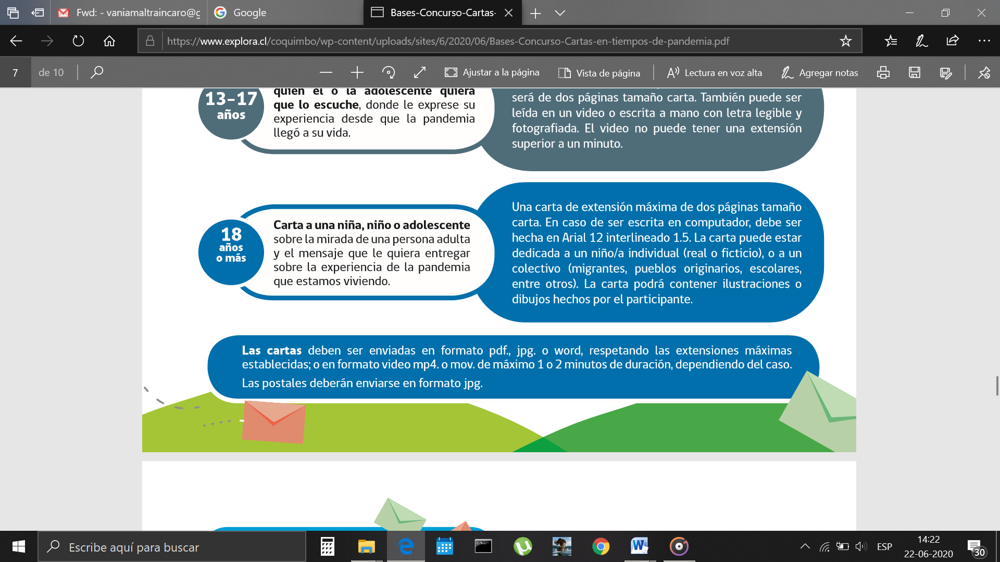 Fwd: - vaniamaltraincaro@g
Google
Bases-Concurso-Cartas-
https://www.explora.cl/coquimbo/wp-content/uploads/sites/6/2020/06/Bases-Concurso-Cartas-en-tiempos-de-pandemia.pdf
7 de 10
Ajustar a la página
Vista de página
Lectura en voz alta
Agregar notas
13-17
años
quien él o la adolescente quiera
que lo escuche, donde le exprese su
experiencia desde que la pandemia
llegó a su vida.
será de dos páginas tamaño carta. También puede ser
leída en un video o escrita a mano con letra legible y
fotografiada. El video no puede tener una extensión
superior a un minuto.
18
años
o más
Carta a una niña, niño o adolescente
sobre la mirada de una persona adulta
y el mensaje que le quiera entregar
sobre la experiencia de la pandemia
que estamos viviendo.
Una carta de extensión máxima de dos páginas tamaño
carta. En caso de ser escrita en computador, debe ser
hecha en Arial 12 interlineado 1.5. La carta puede estar
dedicada a un niño/a individual (real o ficticio), o a un
colectivo (migrantes, pueblos originarios, escolares,
entre otros). La carta podrá contener ilustraciones o
dibujos hechos por el participante.
Las cartas deben ser enviadas en formato pdf., jpg. o word, respetando las extensiones máximas
establecidas; o en formato video mp4. o mov. de máximo 1 o 2 minutos de duración, dependiendo del caso.
Las postales deberán enviarse en formato jpg.
Escribe aquí para buscar
ESP
14:22
22-06-2020
30